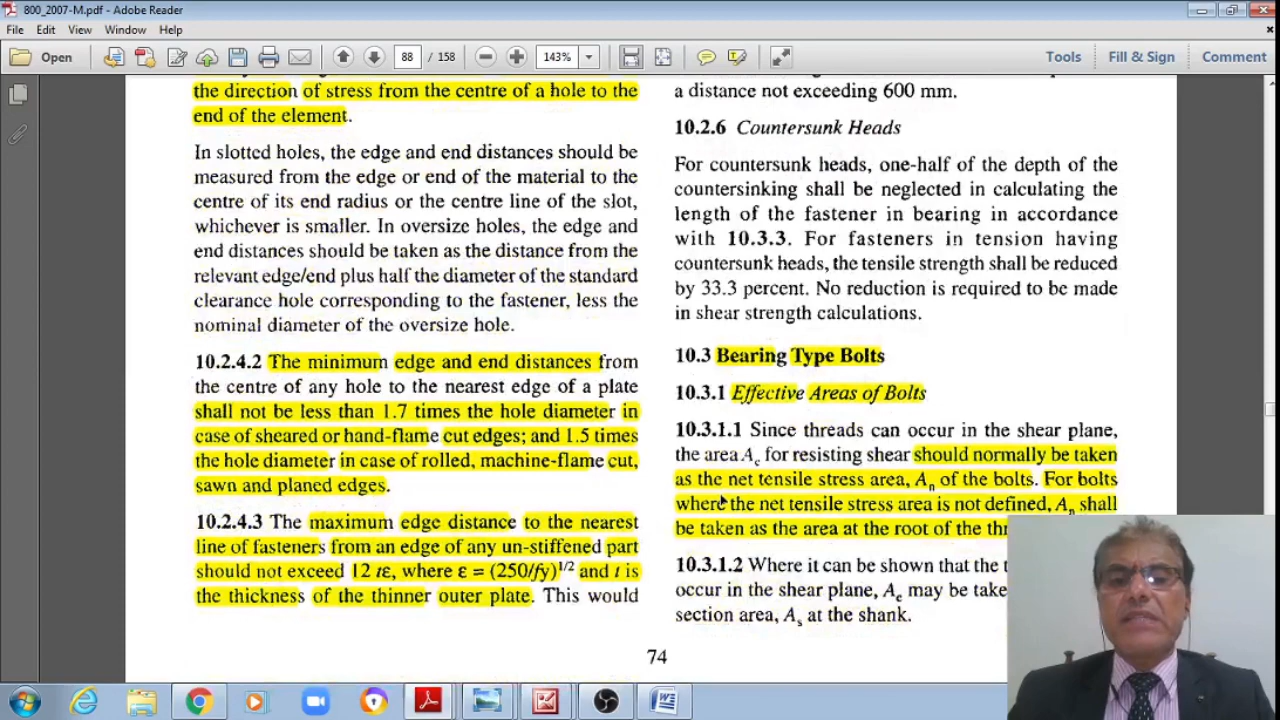 800_2007-M.pdf - Adobe Reader
File Edit View Window Help
Open 88 / 158 143% Tools Fill & Sign Comment
the direction of stress from the centre of a hole to the
end of the element.
In slotted holes, the edge and end distances should be
measured from the edge or end of the material to the
centre of its end radius or the centre line of the slot,
whichever is smaller. In oversize holes, the edge and
end distances should be taken as the distance from the
relevant edge/end plus half the diameter of the standard
clearance hole corresponding to the fastener, less the
nominal diameter of the oversize hole.
10.2.4.2 The minimum edge and end distances from
the centre of any hole to the nearest edge of a plate
shall not be less than 1.7 times the hole diameter in
case of sheared or hand-flame cut edges; and 1.5 times
the hole diameter in case of rolled, machine-flame cut,
sawn and planed edges.
10.2.4.3 The maximum edge distance to the nearest
line of fasteners from an edge of any un-stiffened part
should not exceed 12 tε, where ε = (250/fy)^1/2 and t is
the thickness of the thinner outer plate. This would
a distance not exceeding 600 mm.
10.2.6 Countersunk Heads
For countersunk heads, one-half of the depth of the
countersinking shall be neglected in calculating the
length of the fastener in bearing in accordance
with 10.3.3. For fasteners in tension having
countersunk heads, the tensile strength shall be reduced
by 33.3 percent. No reduction is required to be made
in shear strength calculations.
10.3 Bearing Type Bolts
10.3.1 Effective Areas of Bolts
10.3.1.1 Since threads can occur in the shear plane,
the area Ae for resisting shear should normally be taken
as the net tensile stress area, An of the bolts. For bolts
where the net tensile stress area is not defined, An shall
be taken as the area at the root of the
10.3.1.2 Where it can be shown that the
occur in the shear plane, Ae may be
section area, As at the shank.
74